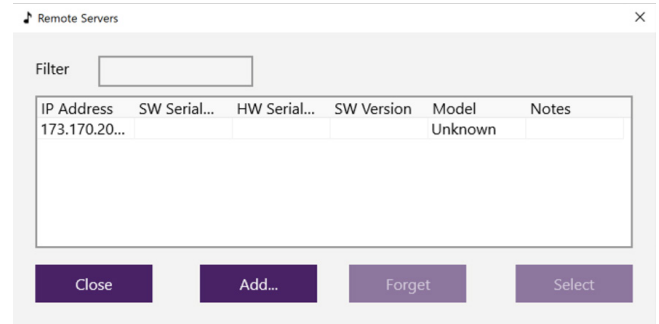 Remote Servers
Filter
IP Address SW Serial... HW Serial... SW Version Model Notes
173.170.20... Unknown
Close Add... Forget Select